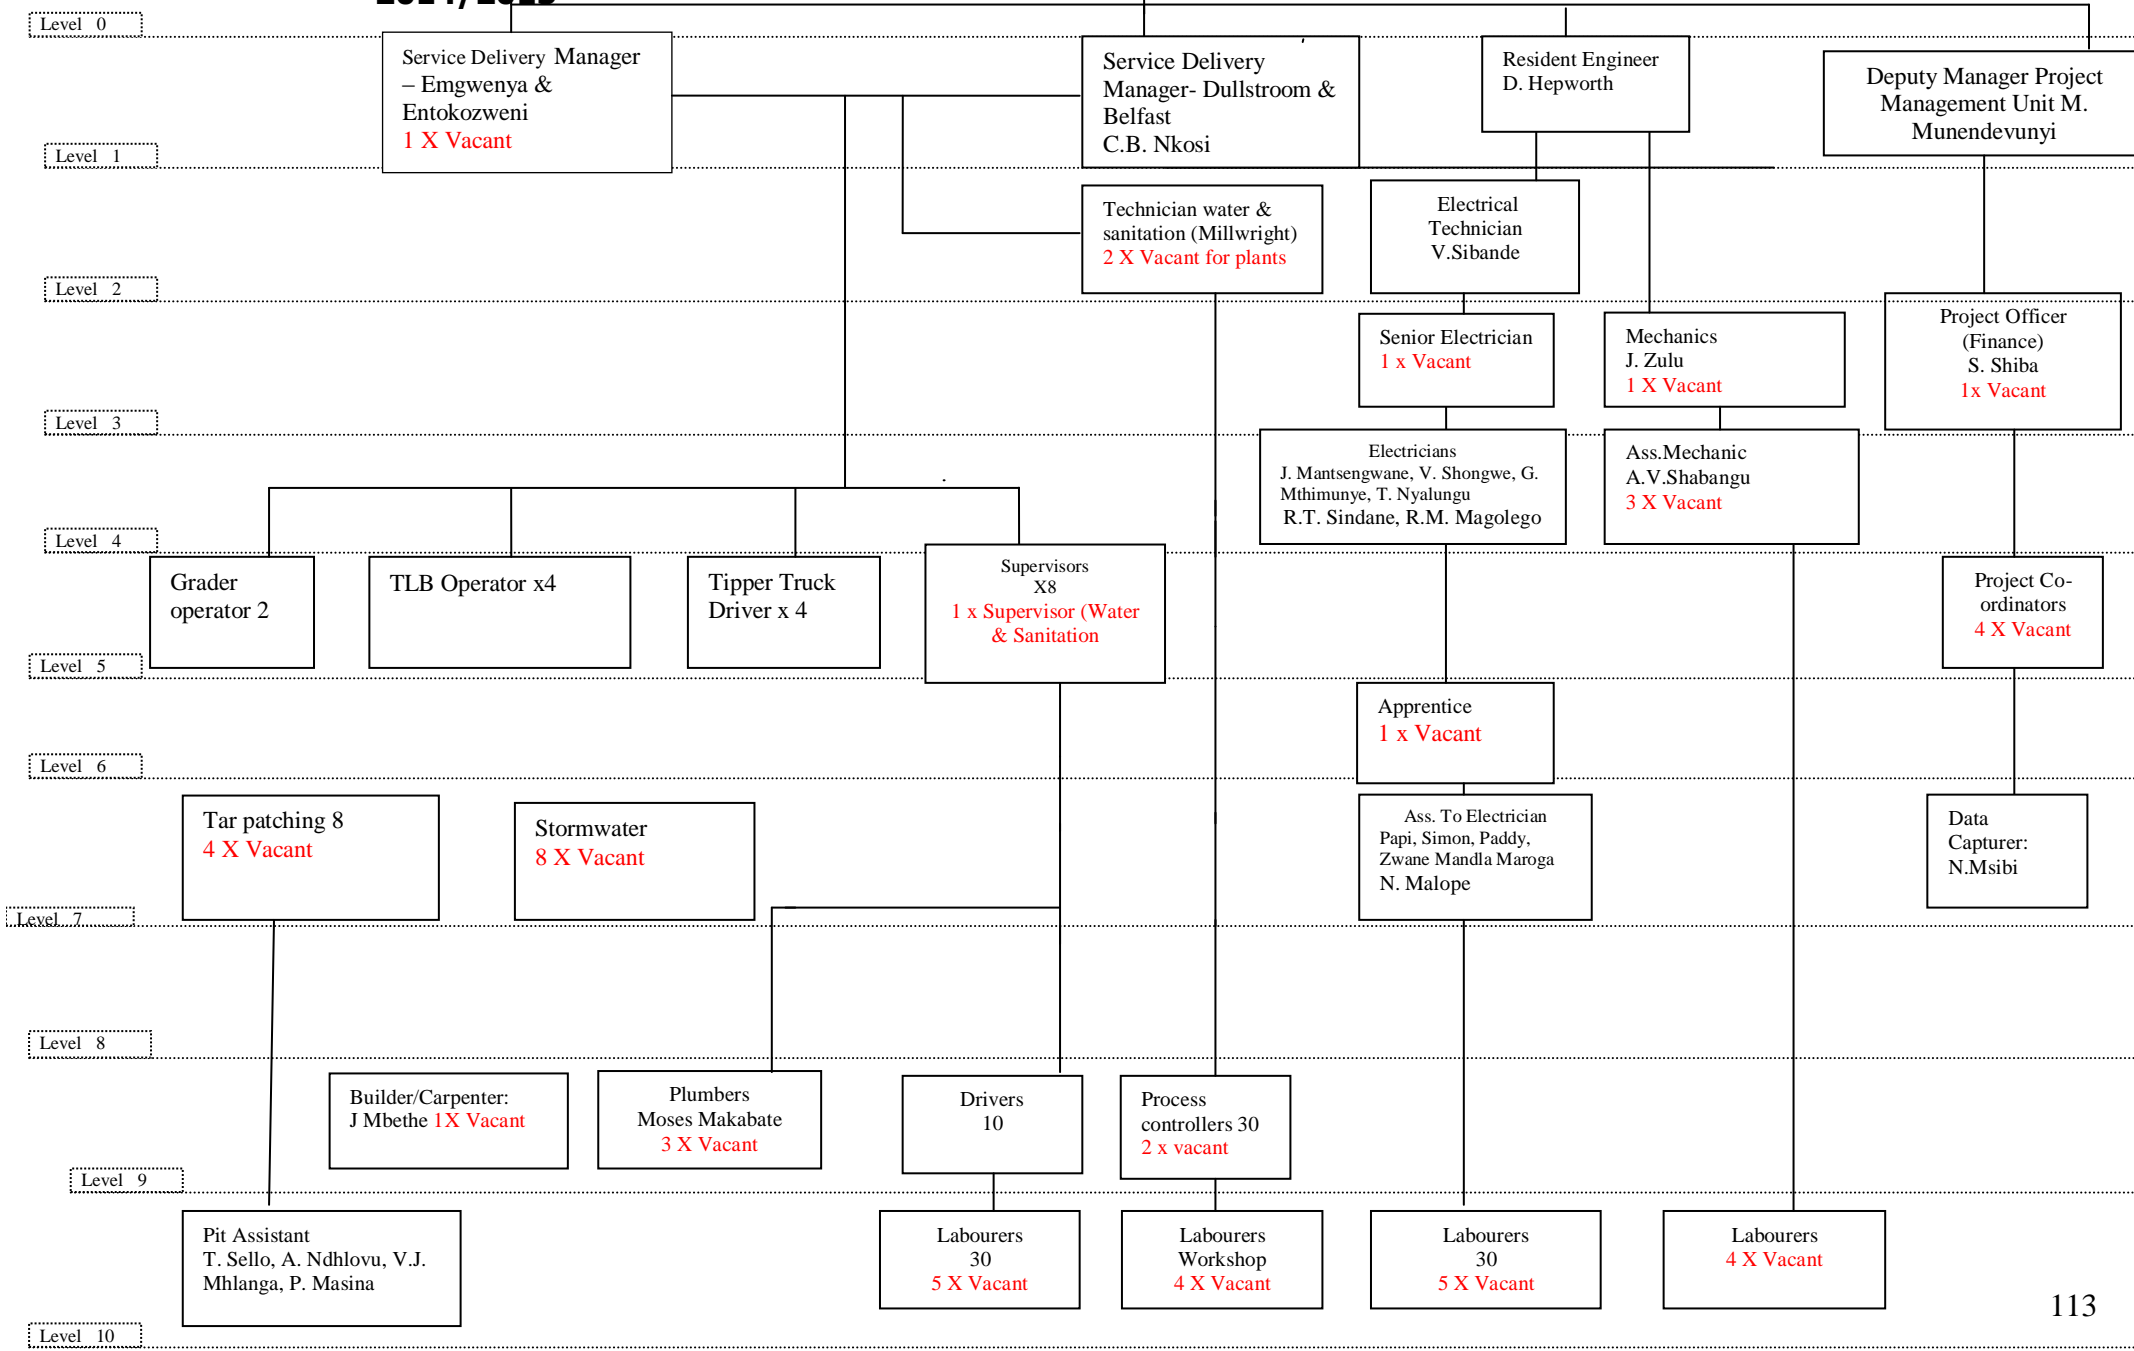 Level 0
Service Delivery Manager
– Emgwenya &
Entokozweni
1 X Vacant
Service Delivery
Manager- Dullstroom &
Belfast
C.B. Nkosi
Resident Engineer
D. Hepworth
Deputy Manager Project
Management Unit M.
Munendevunyi
Level 1
Technician water &
sanitation (Millwright)
2 X Vacant for plants
Electrical
Technician
V.Sibande
Level 2
Senior Electrician
1 x Vacant
Mechanics
J. Zulu
1 X Vacant
Project Officer
(Finance)
S. Shiba
1x Vacant
Level 3
Electricians
J. Mantsengwane, V. Shongwe, G.
Mthimunye, T. Nyalungu
R.T. Sindane, R.M. Magolego
Ass.Mechanic
A.V.Shabangu
3 X Vacant
Level 4
Grader
operator 2
TLB Operator x4
Tipper Truck
Driver x 4
Supervisors
X8
1 x Supervisor (Water
& Sanitation
Project Co-
ordinators
4 X Vacant
Level 5
Apprentice
1 x Vacant
Level 6
Tar patching 8
4 X Vacant
Stormwater
8 X Vacant
Ass. To Electrician
Papi, Simon, Paddy,
Zwane Mandla Maroga
N. Malope
Data
Capturer:
N.Msibi
Level 7
Level 8
Builder/Carpenter:
J Mbethe 1X Vacant
Plumbers
Moses Makabate
3 X Vacant
Drivers
10
Process
controllers 30
2 x vacant
Level 9
Pit Assistant
T. Sello, A. Ndhlovu, V.J.
Mhlanga, P. Masina
Labourers
30
5 X Vacant
Labourers
Workshop
4 X Vacant
Labourers
30
5 X Vacant
Labourers
4 X Vacant
113
Level 10